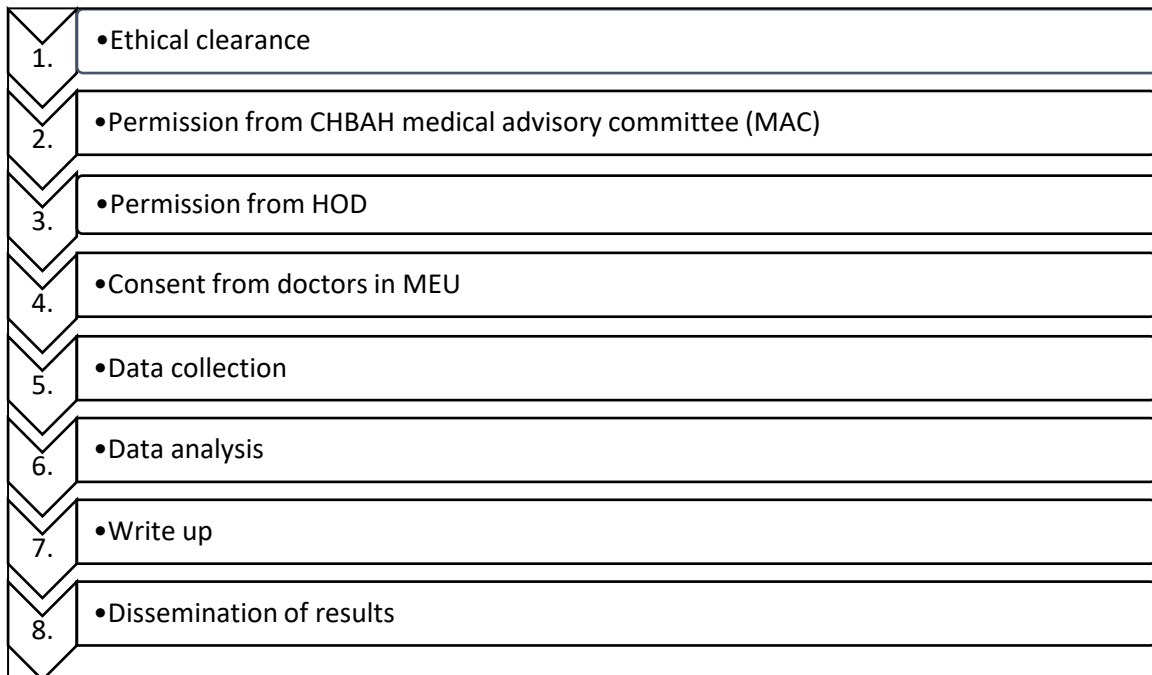 1. •Ethical clearance
2. •Permission from CHBAH medical advisory committee (MAC)
3. •Permission from HOD
4. •Consent from doctors in MEU
5. •Data collection
6. •Data analysis
7. •Write up
8. •Dissemination of results